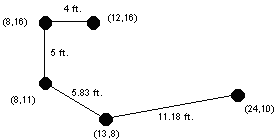 4 ft.
(8,16)
(12,16)
5 ft.
(8,11)
5.83 ft.
(24,10)
11.18 ft.
(13,8)